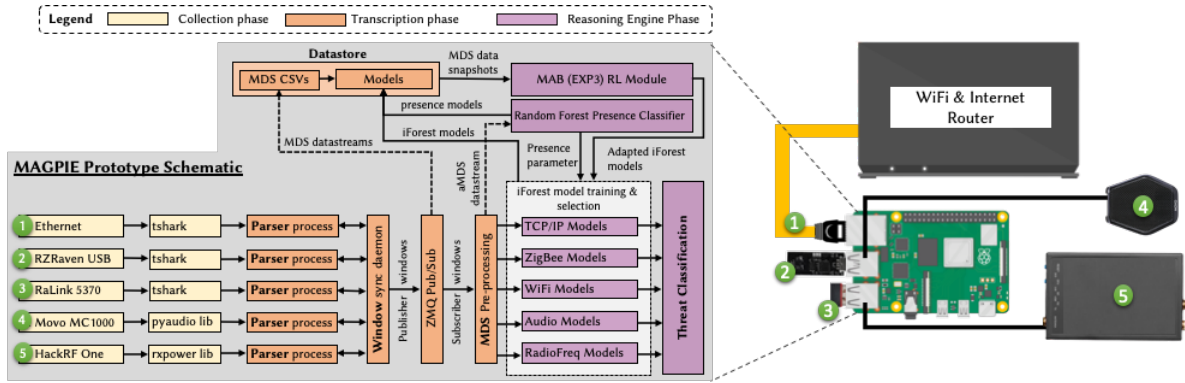 Legend
Collection phase
Transcription phase
Reasoning Engine Phase
Datastore
MDS CSVs
Models
MDS data
snapshots
MAB (EXP3) RL Module
presence models
Random Forest Presence Classifier
iForest models
MDS datastreams
aMDS
datastream
Presence
parameter
Adapted iForest
models
MAGPIE Prototype Schematic
iForest model training &
selection
1 Ethernet
tshark
Parser process
2 RZRaven USB
tshark
Parser process
3 RaLink 5370
tshark
Parser process
4 Movo MC1000
pyaudio lib
Parser process
5 HackRF One
rxpower lib
Parser process
Window sync daemon
Publisher windows
ZMQ Pub/Sub
Subscriber windows
MDS Pre-processing
TCP/IP Models
ZigBee Models
WiFi Models
Audio Models
RadioFreq Models
Threat Classification
WiFi & Internet
Router
1
2
3
4
5